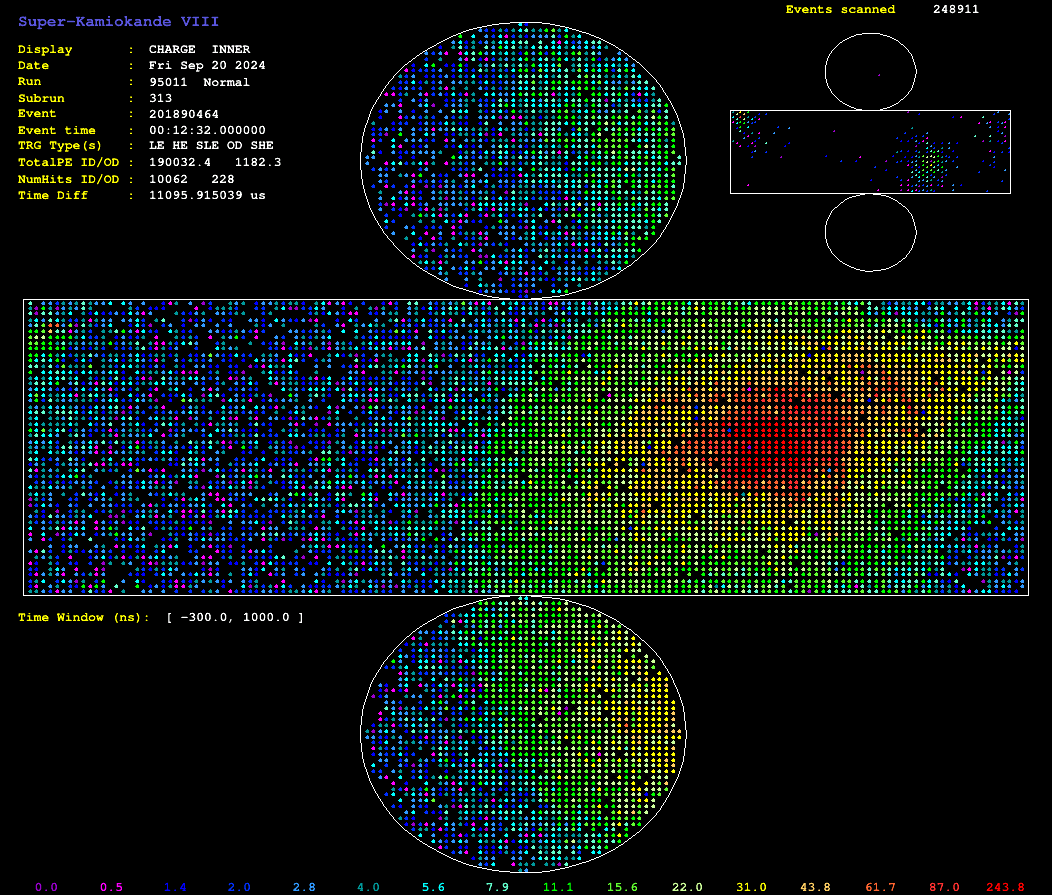 Super-Kamiokande VIII
Events scanned 248911
Display : CHARGE INNER
Date : Fri Sep 20 2024
Run : 95011 Normal
Subrun : 313
Event : 201890464
Event time : 00:12:32.000000
TRG Type(s) : LE HE SLE OD SHE
TotalPE ID/OD : 190032.4 1182.3
NumHits ID/OD : 10062 228
Time Diff : 11095.915039 us
Time Window (ns): [ -300.0, 1000.0 ]
0.0 0.5 1.4 2.0 2.8 4.0 5.6 7.9 11.1 15.6 22.0 31.0 43.8 61.7 87.0 243.8